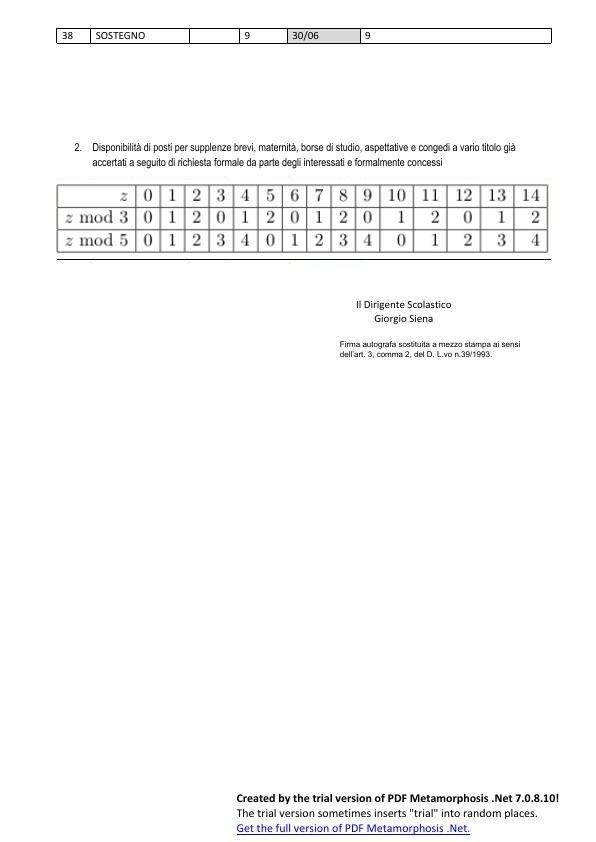 38 SOSTEGNO 9 30/06 9
2. Disponibilità di posti per supplenze brevi, maternità, borse di studio, aspettative e congedi a vario titolo già
accertati a seguito di richiesta formale da parte degli interessati e formalmente concessi
z 0 1 2 3 4 5 6 7 8 9 10 11 12 13 14
z mod 3 0 1 2 0 1 2 0 1 2 0 1 2 0 1 2
z mod 5 0 1 2 3 4 0 1 2 3 4 0 1 2 3 4
Il Dirigente Scolastico
Giorgio Siena
Firma autografa sostituita a mezzo stampa ai sensi
dell'art. 3, comma 2, del D. L.vo n.39/1993.
Created by the trial version of PDF Metamorphosis .Net 7.0.8.10!
The trial version sometimes inserts "trial" into random places.
Get the full version of PDF Metamorphosis .Net.